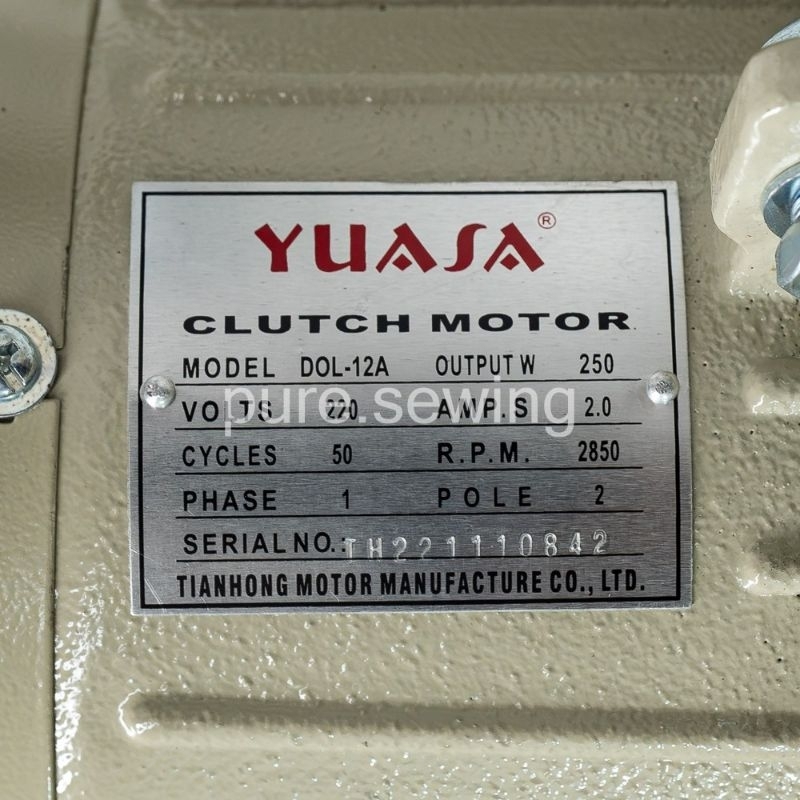 YUASA®
CLUTCH MOTOR
MODEL DOL-12A OUTPUT W 250
VOLTS 220 AMP.S 2.0
pure.sewing
CYCLES 50 R.P.M. 2850
PHASE 1 POLE 2
SERIAL NO.: TH221110842
TIANHONG MOTOR MANUFACTURE CO., LTD.